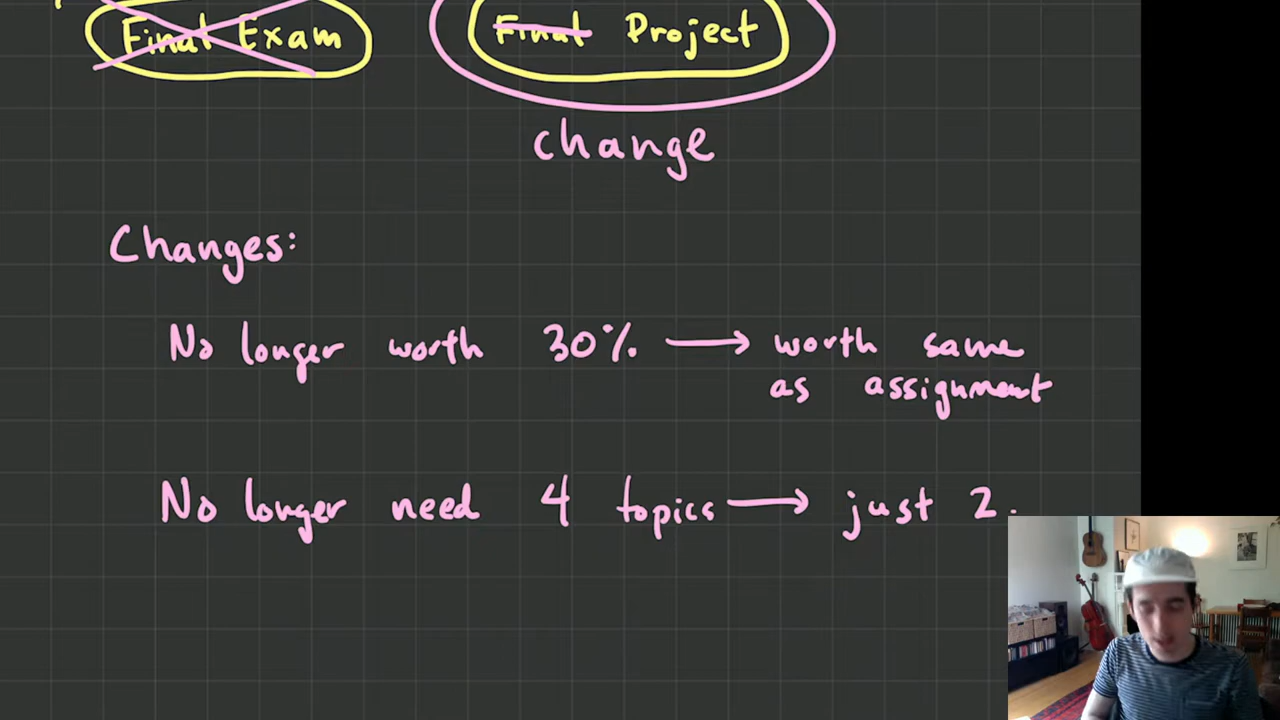 Final Exam
Final Project
change
Changes:
No longer worth 30% → worth same
as assignment
No longer need 4 topics → just 2.